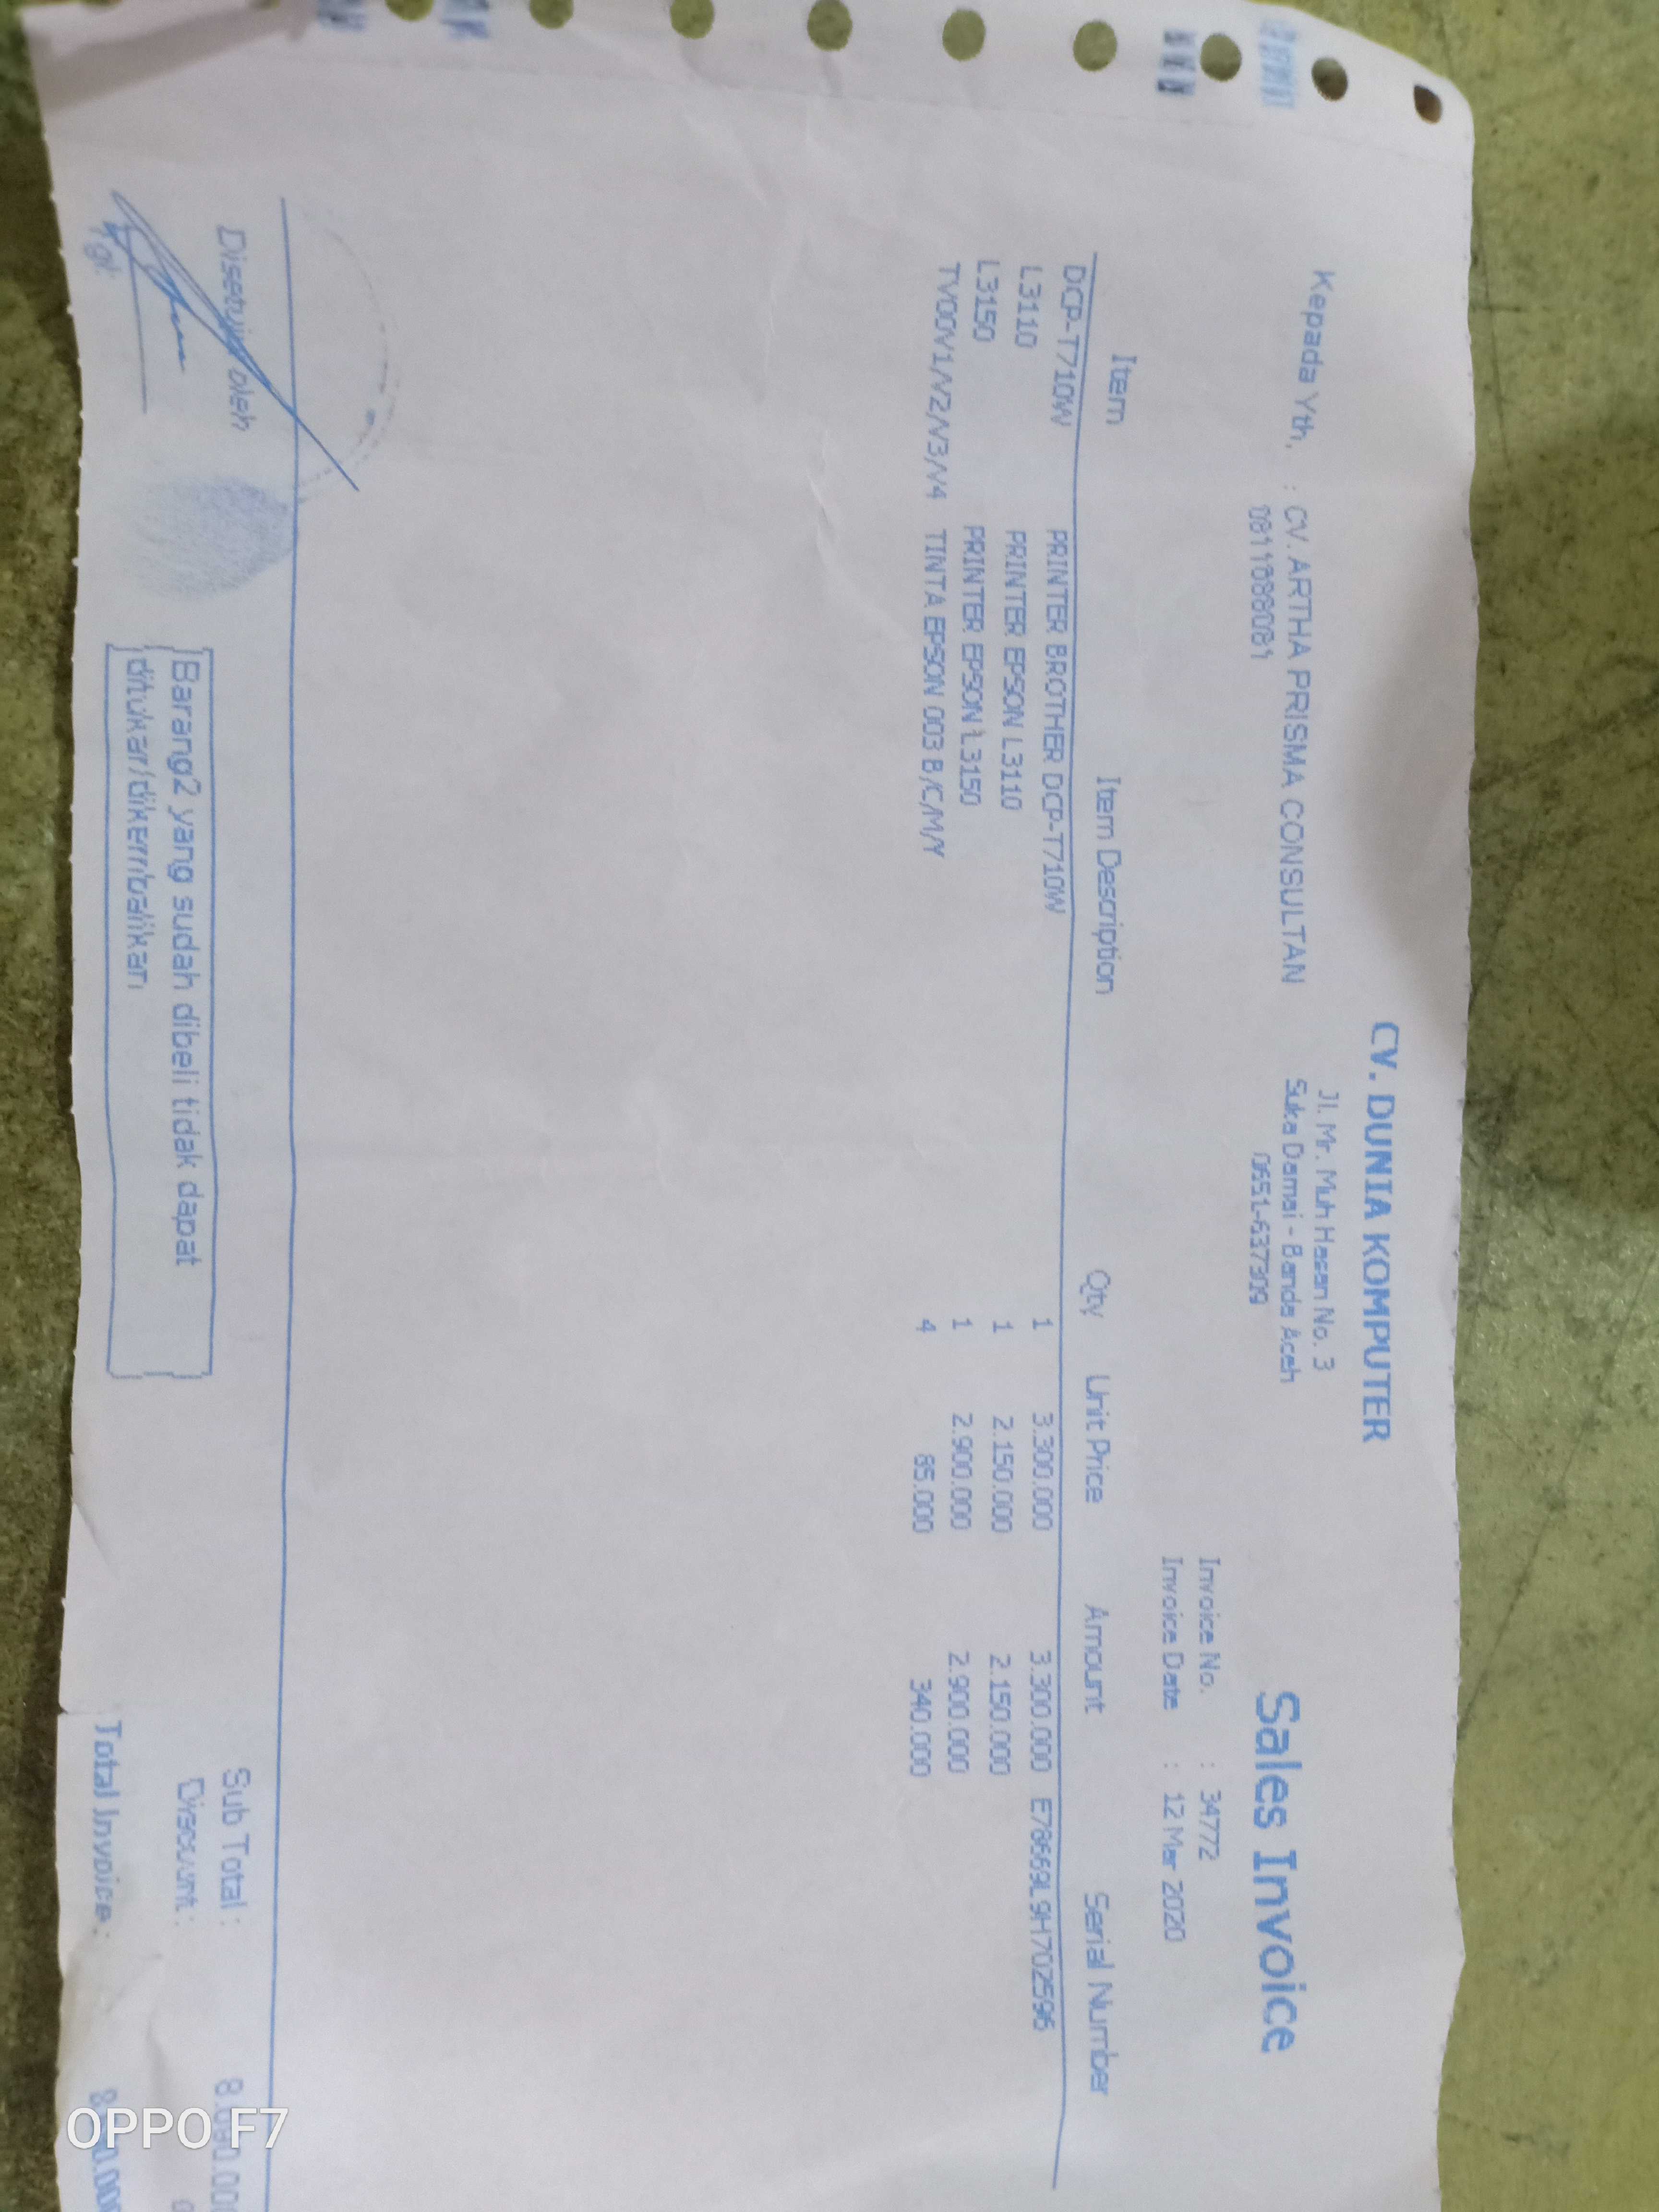 CV. DUNIA KOMPUTER
Jl. Mr. Muh Hasan No. 3
Suka Damai - Banda Aceh
0651-637309
Sales Invoice
Kepada Yth, : CV. ARTHA PRISMA CONSULTAN
08118888081
Invoice No. : 34772
Invoice Date : 12 Mar 2020
Item Item Description Qty Unit Price Amount Serial Number
DCP-T710W PRINTER BROTHER DCP-T710W 1 3.300.000 3.300.000 E78669L9H702596
L3110 PRINTER EPSON L3110 1 2.150.000 2.150.000
L3150 PRINTER EPSON L3150 1 2.900.000 2.900.000
TV00V1/V2/V3/V4 TINTA EPSON 003 B/C/M/Y 4 85.000 340.000
Disetujui oleh
Tgl.
Barang2 yang sudah dibeli tidak dapat
ditukar/dikembalikan
Sub Total :
Discount :
Total Invoice :
OPPO F7